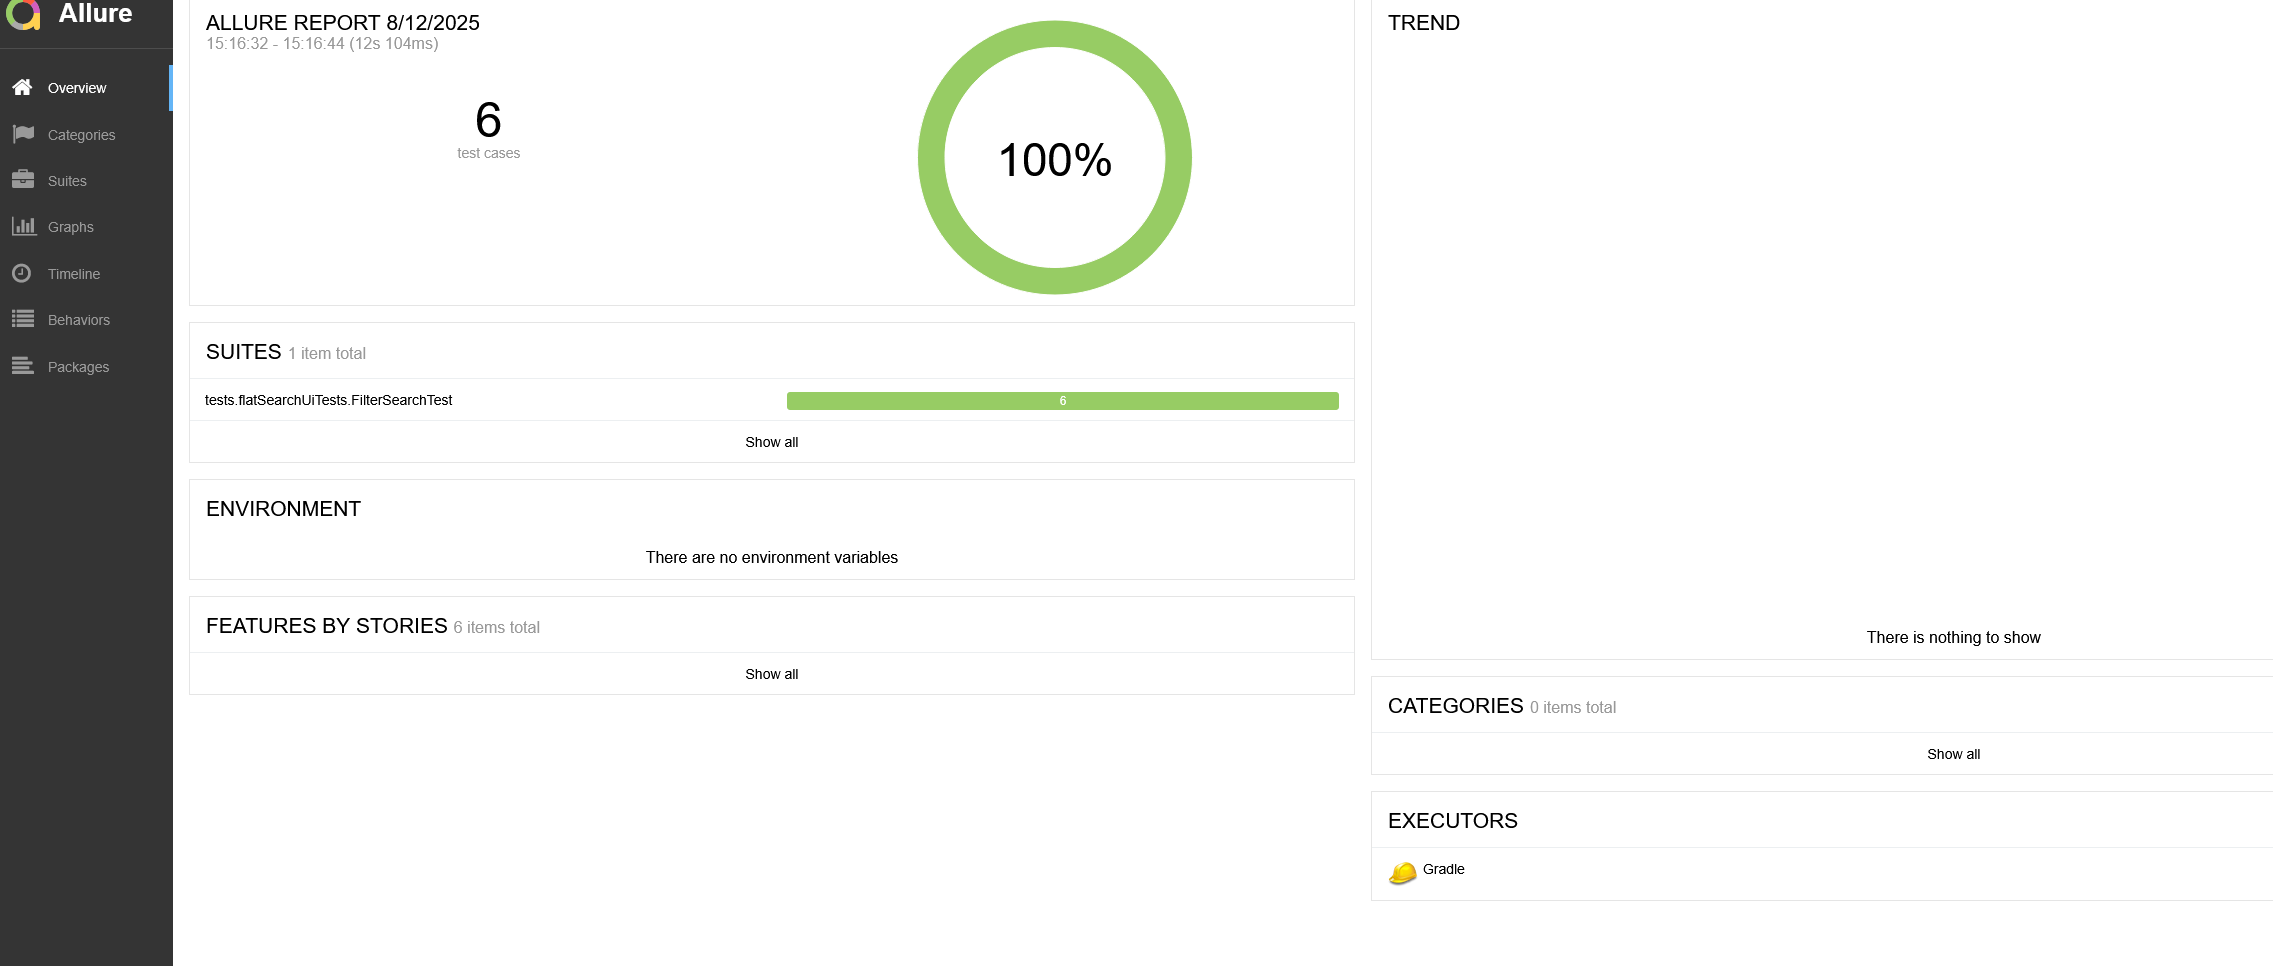 Allure
Overview
Categories
Suites
Graphs
Timeline
Behaviors
Packages
ALLURE REPORT 8/12/2025
15:16:32 - 15:16:44 (12s 104ms)
6
test cases
100%
SUITES 1 item total
tests.flatSearchUiTests.FilterSearchTest
6
Show all
ENVIRONMENT
There are no environment variables
FEATURES BY STORIES 6 items total
Show all
TREND
There is nothing to show
CATEGORIES 0 items total
Show all
EXECUTORS
Gradle